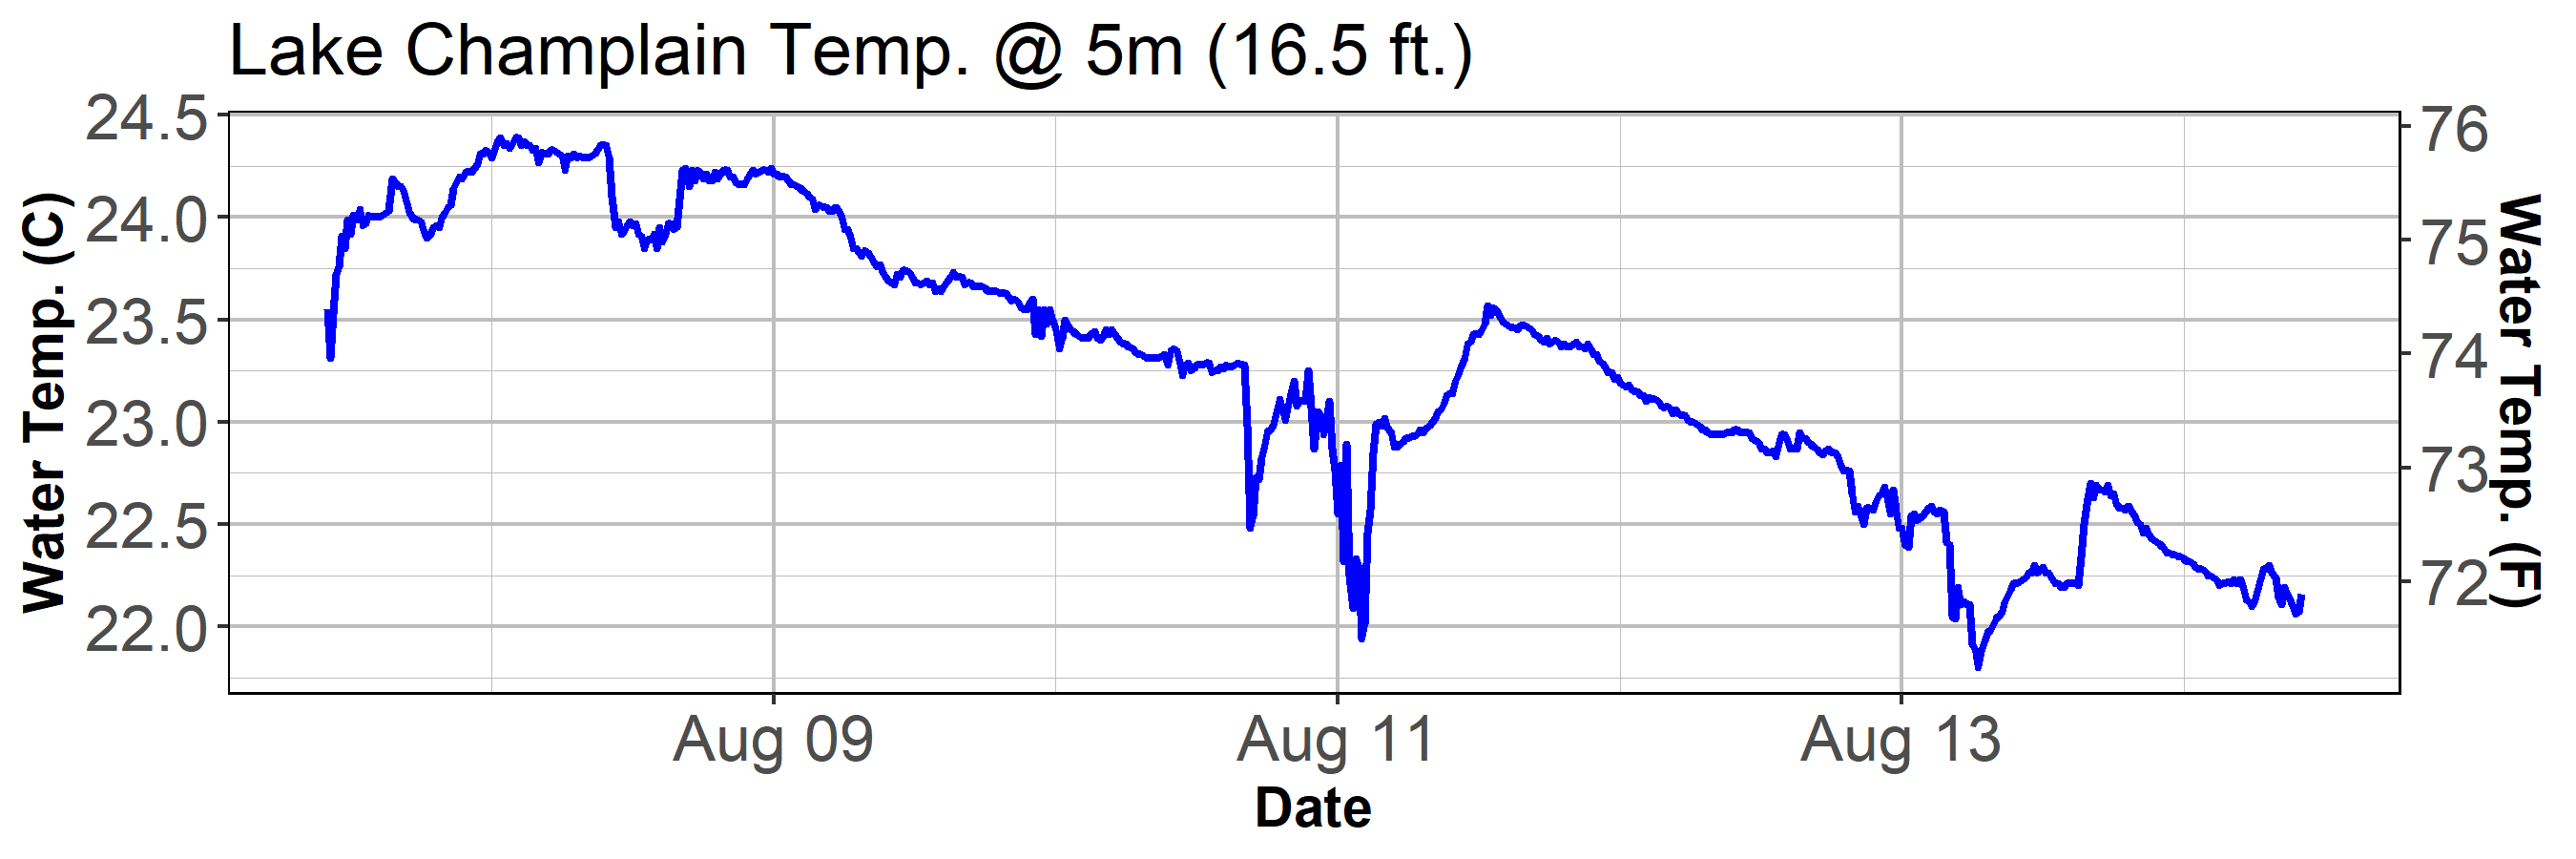 Lake Champlain Temp. @ 5m (16.5 ft.)
Water Temp. (C)
24.5
24.0
23.5
23.0
22.5
22.0
76
75
74
73
72
Water Temp. (F)
Aug 09
Aug 11
Aug 13
Date